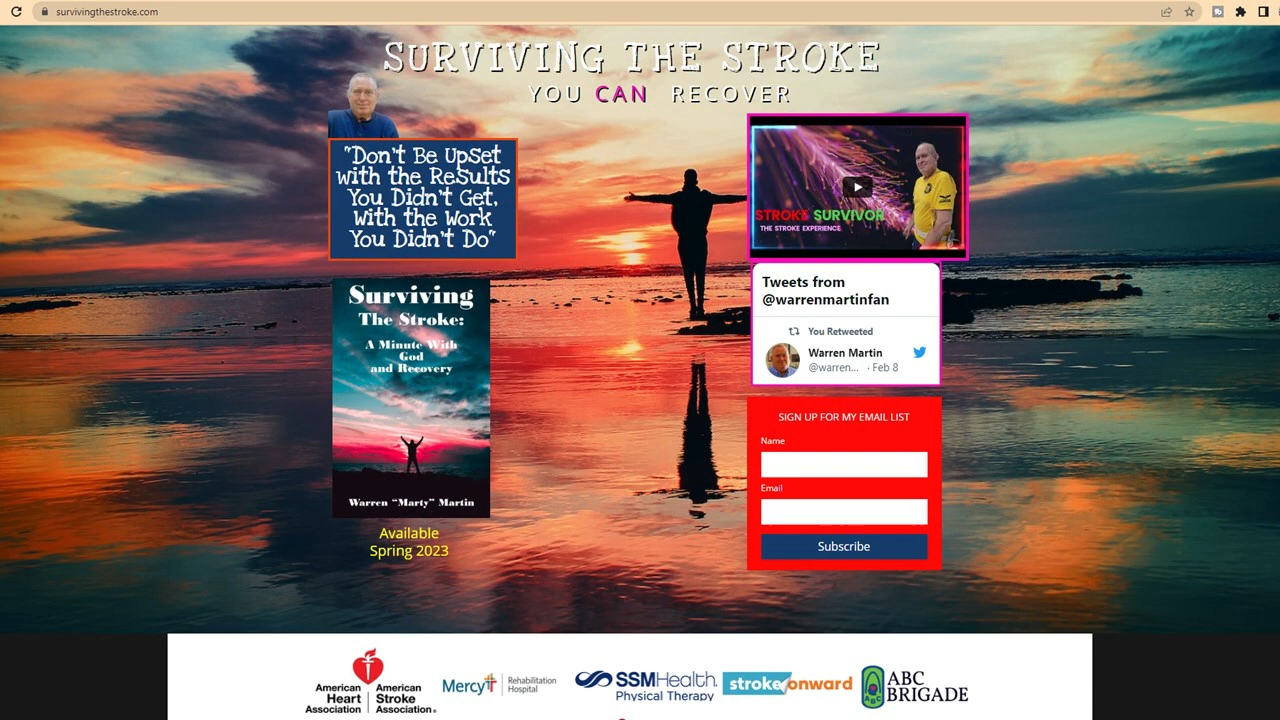 survivingthestroke.com
SURVIVING THE STROKE
YOU CAN RECOVER
"Don't Be Upset
with the Results
You Didn't Get,
With the Work
You Didn't Do"
STROKE SURVIVOR
THE STROKE EXPERIENCE
Surviving
The Stroke:
A Minute With
God
and Recovery
Warren "Marty" Martin
Available
Spring 2023
Tweets from
@warrenmartinfan
You Retweeted
Warren Martin
@warren... · Feb 8
SIGN UP FOR MY EMAIL LIST
Name
Email
Subscribe
American Heart Association
American Stroke Association®
Mercy Rehabilitation Hospital
SSMHealth.
Physical Therapy
stroke onward
ABC
BRIGADE